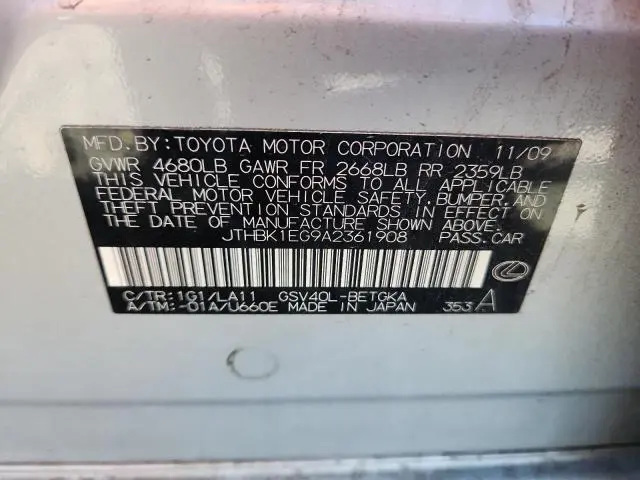 MFD. BY: TOYOTA MOTOR CORPORATION 11/09
GVWR 4680LB GAWR FR 2668LB RR 2359LB
THIS VEHICLE CONFORMS TO ALL APPLICABLE
FEDERAL MOTOR VEHICLE SAFETY, BUMPER, AND
THEFT PREVENTION STANDARDS IN EFFECT ON
THE DATE OF MANUFACTURE SHOWN ABOVE.
JTHBK1EG9A2361908 PASS. CAR
C/TR: 1G1/LA11 GSV40L-BETGKA
A/TM: -01A/U660E MADE IN JAPAN 353 A